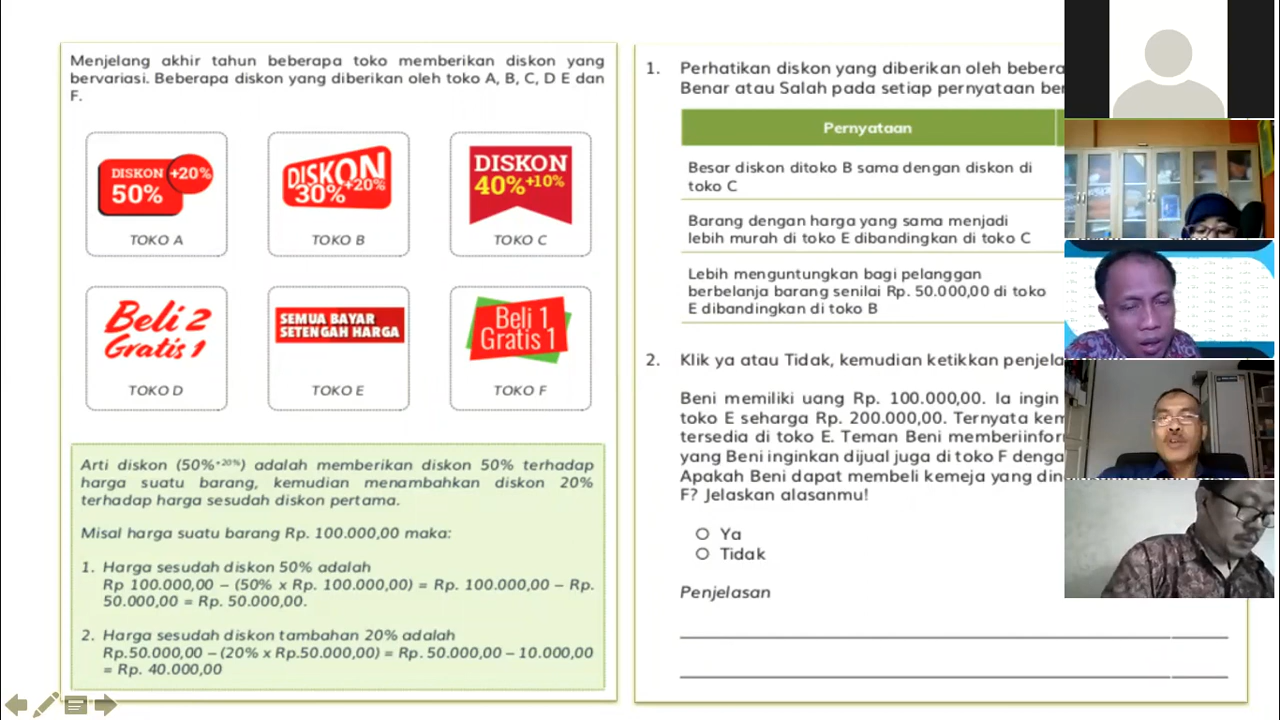 Menjelang akhir tahun beberapa toko memberikan diskon yang
bervariasi. Beberapa diskon yang diberikan oleh toko A, B, C, D E dan
F.
DISKON
50%
+20%
TOKO A
DISKON
30%+20%
TOKO B
DISKON
40%+10%
TOKO C
Beli 2
Gratis 1
TOKO D
SEMUA BAYAR
SETENGAH HARGA
TOKO E
Beli 1
Gratis 1
TOKO F
Arti diskon (50%+20%) adalah memberikan diskon 50% terhadap
harga suatu barang, kemudian menambahkan diskon 20%
terhadap harga sesudah diskon pertama.
Misal harga suatu barang Rp. 100.000,00 maka:
1. Harga sesudah diskon 50% adalah
Rp 100.000,00 – (50% x Rp. 100.000,00) = Rp. 100.000,00 – Rp.
50.000,00 = Rp. 50.000,00.
2. Harga sesudah diskon tambahan 20% adalah
Rp.50.000,00 – (20% x Rp.50.000,00) = Rp. 50.000,00 – 10.000,00
= Rp. 40.000,00
1. Perhatikan diskon yang diberikan oleh
Benar atau Salah pada setiap pernyataan
Pernyataan
Besar diskon ditoko B sama dengan diskon di
toko C
Barang dengan harga yang sama menjadi
lebih murah di toko E dibandingkan di toko C
Lebih menguntungkan bagi pelanggan
berbelanja barang senilai Rp. 50.000,00 di toko
E dibandingkan di toko B
2. Klik ya atau Tidak, kemudian ketikkan
Beni memiliki uang Rp. 100.000,00. Ia ingin
toko E seharga Rp. 200.000,00. Ternyata
tersedia di toko E. Teman Beni
yang Beni inginkan dijual juga di toko F
Apakah Beni dapat membeli kemeja yang
F? Jelaskan alasanmu!
Ya
Tidak
Penjelasan